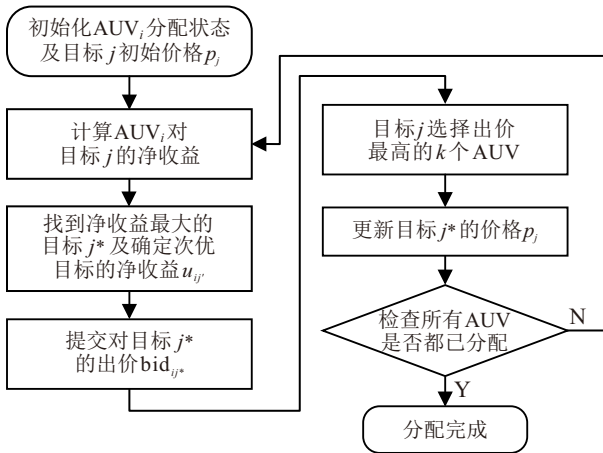 初始化AUVi分配状态
及目标j初始价格pj
计算AUVi对
目标j的净收益
找到净收益最大的
目标j*及确定次优
目标的净收益uij′
提交对目标j*
的出价bidij*
目标j选择出价
最高的k个AUV
更新目标j*的价格pj
检查所有AUV
是否都已分配
N
Y
分配完成